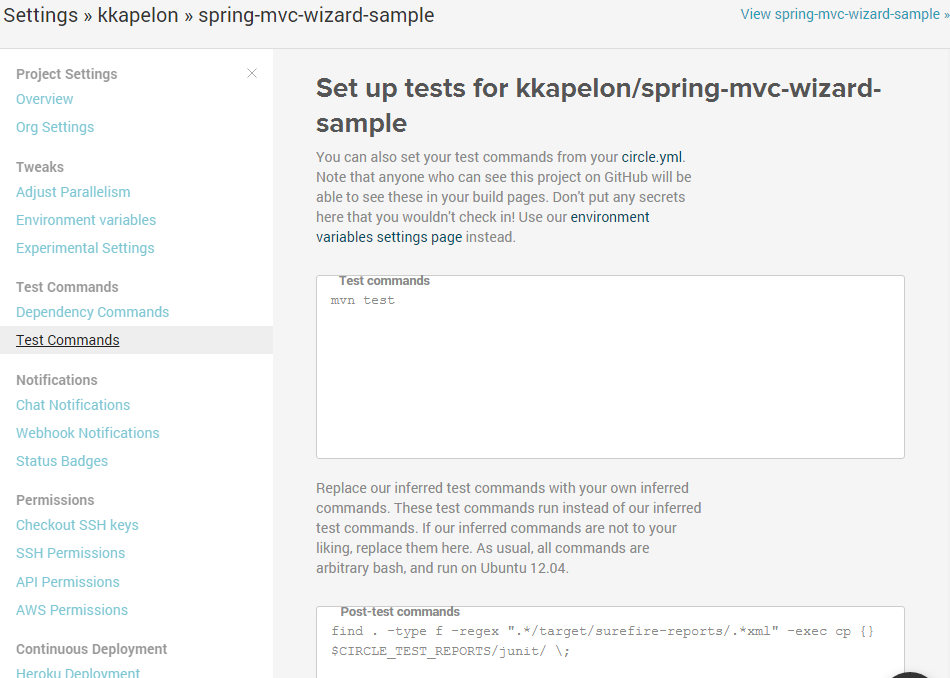 Settings » kkapelon » spring-mvc-wizard-sample
View spring-mvc-wizard-sample »
Project Settings
Overview
Org Settings
Tweaks
Adjust Parallelism
Environment variables
Experimental Settings
Test Commands
Dependency Commands
Test Commands
Notifications
Chat Notifications
Webhook Notifications
Status Badges
Permissions
Checkout SSH keys
SSH Permissions
API Permissions
AWS Permissions
Continuous Deployment
Heroku Deployment
Set up tests for kkapelon/spring-mvc-wizard-
sample
You can also set your test commands from your circle.yml.
Note that anyone who can see this project on GitHub will be
able to see these in your build pages. Don't put any secrets
here that you wouldn't check in! Use our environment
variables settings page instead.
Test commands
mvn test
Replace our inferred test commands with your own inferred
commands. These test commands run instead of our inferred
test commands. If our inferred commands are not to your
liking, replace them here. As usual, all commands are
arbitrary bash, and run on Ubuntu 12.04.
Post-test commands
find . -type f -regex ".*/target/surefire-reports/.*xml" -exec cp {}
$CIRCLE_TEST_REPORTS/junit/ \;